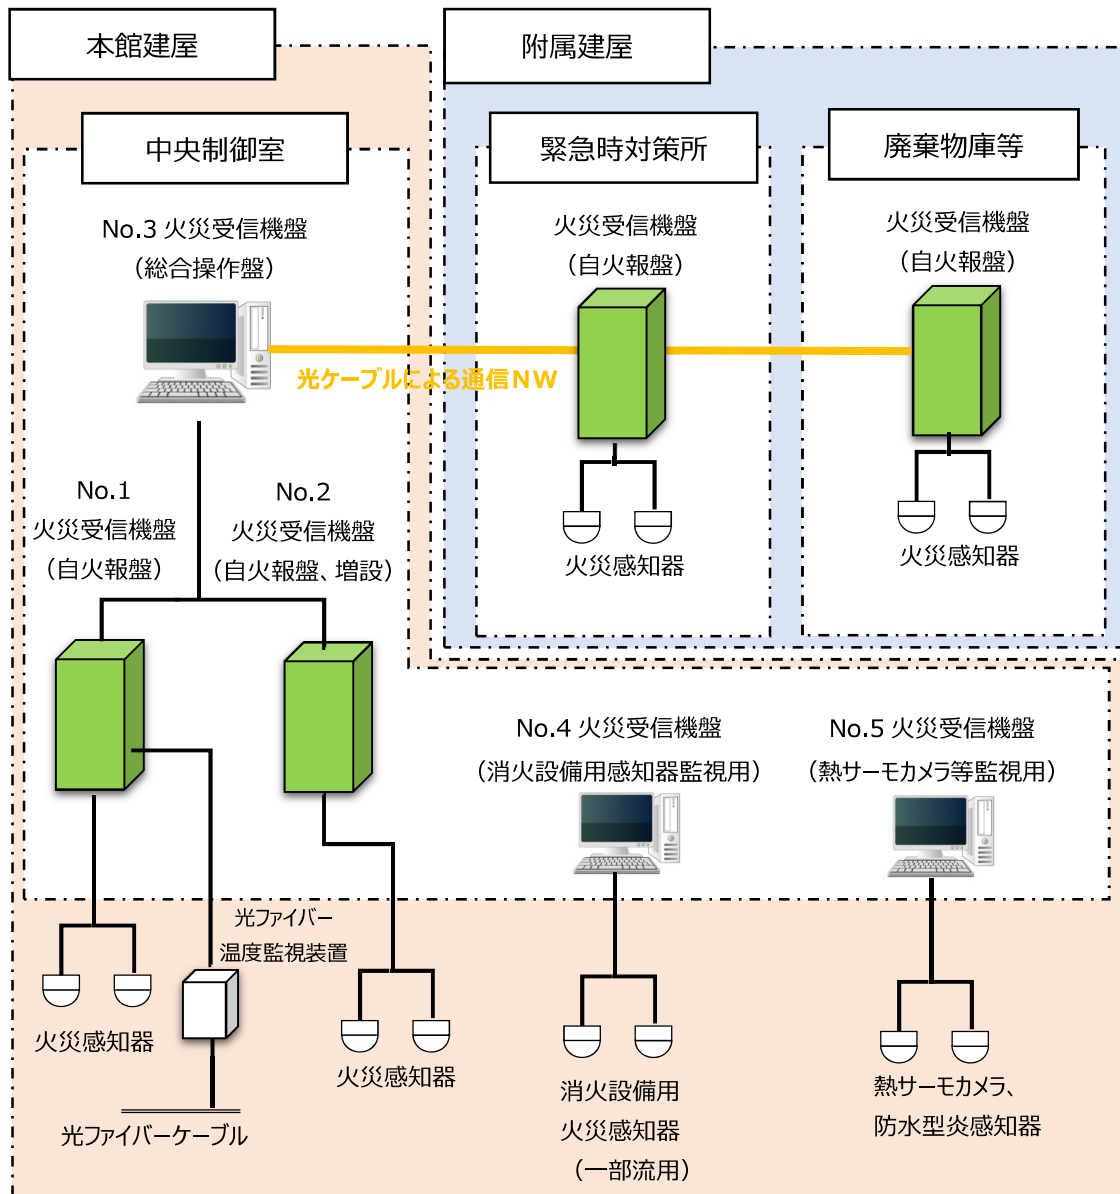 本館建屋
附属建屋
中央制御室
緊急時対策所
廃棄物庫等
No.3 火災受信機盤
（総合操作盤）
火災受信機盤
（自火報盤）
火災受信機盤
（自火報盤）
光ケーブルによる通信NW
火災感知器
火災感知器
No.1
火災受信機盤
（自火報盤）
No.2
火災受信機盤
（自火報盤、増設）
No.4 火災受信機盤
（消火設備用感知器監視用）
No.5 火災受信機盤
（熱サーモカメラ等監視用）
光ファイバー
温度監視装置
火災感知器
光ファイバーケーブル
火災感知器
消火設備用
火災感知器
（一部流用）
熱サーモカメラ、
防水型炎感知器